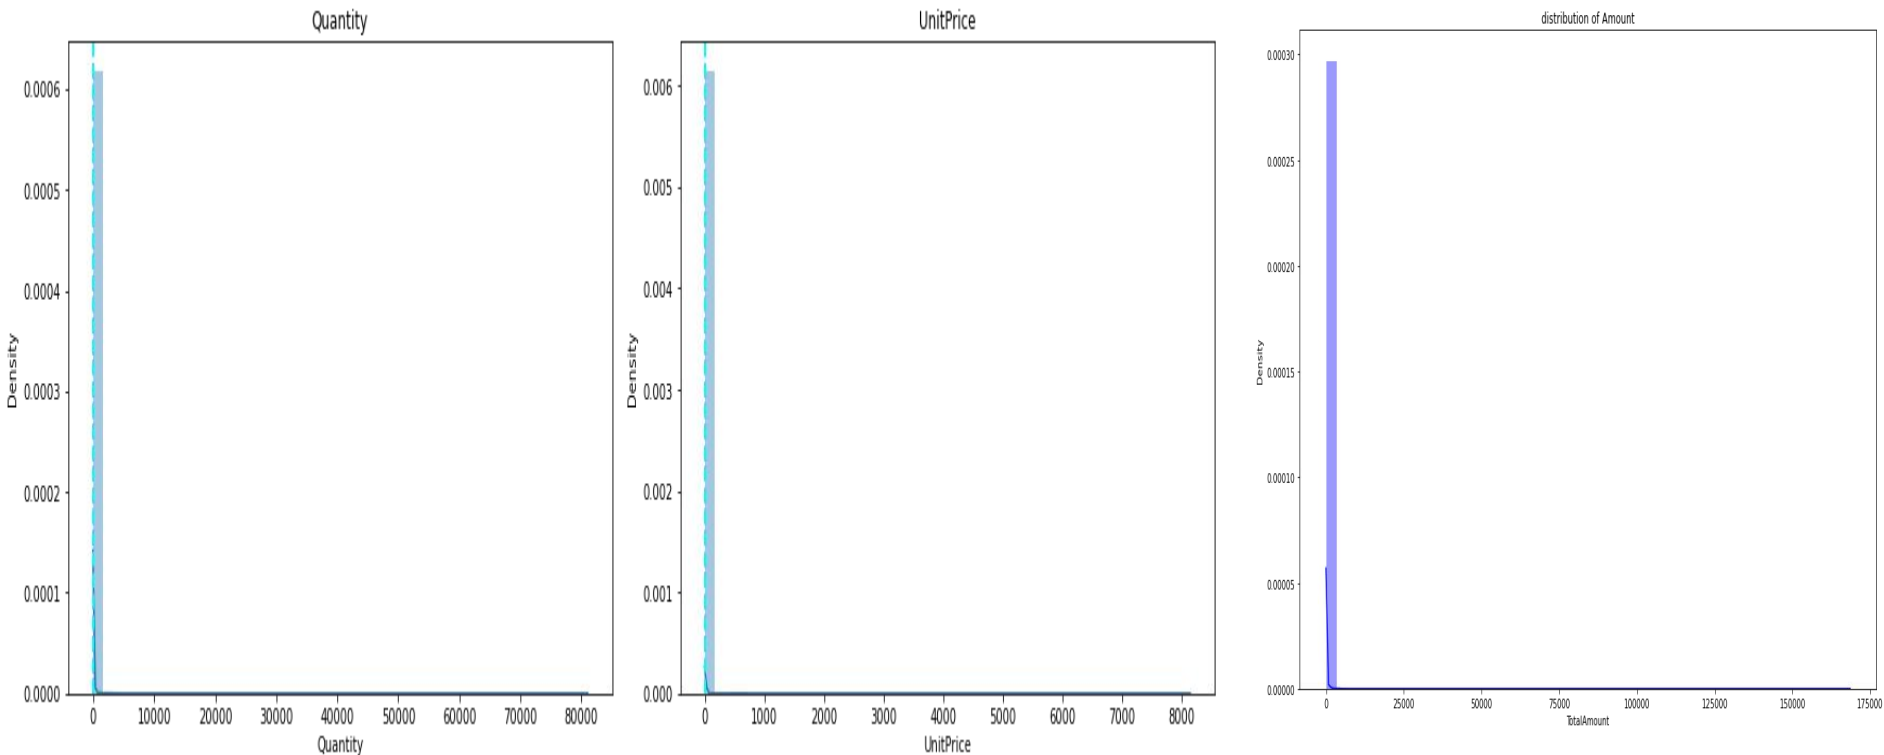 Quantity
0.0006
0.0005
0.0004
0.0003
0.0002
0.0001
0.0000
Density
0 10000 20000 30000 40000 50000 60000 70000 80000
Quantity
UnitPrice
0.006
0.005
0.004
0.003
0.002
0.001
0.000
Density
0 1000 2000 3000 4000 5000 6000 7000 8000
UnitPrice
distribution of Amount
0.00030
0.00025
0.00020
0.00015
0.00010
0.00005
0.00000
Density
0 25000 50000 75000 100000 125000 150000 175000
TotalAmount